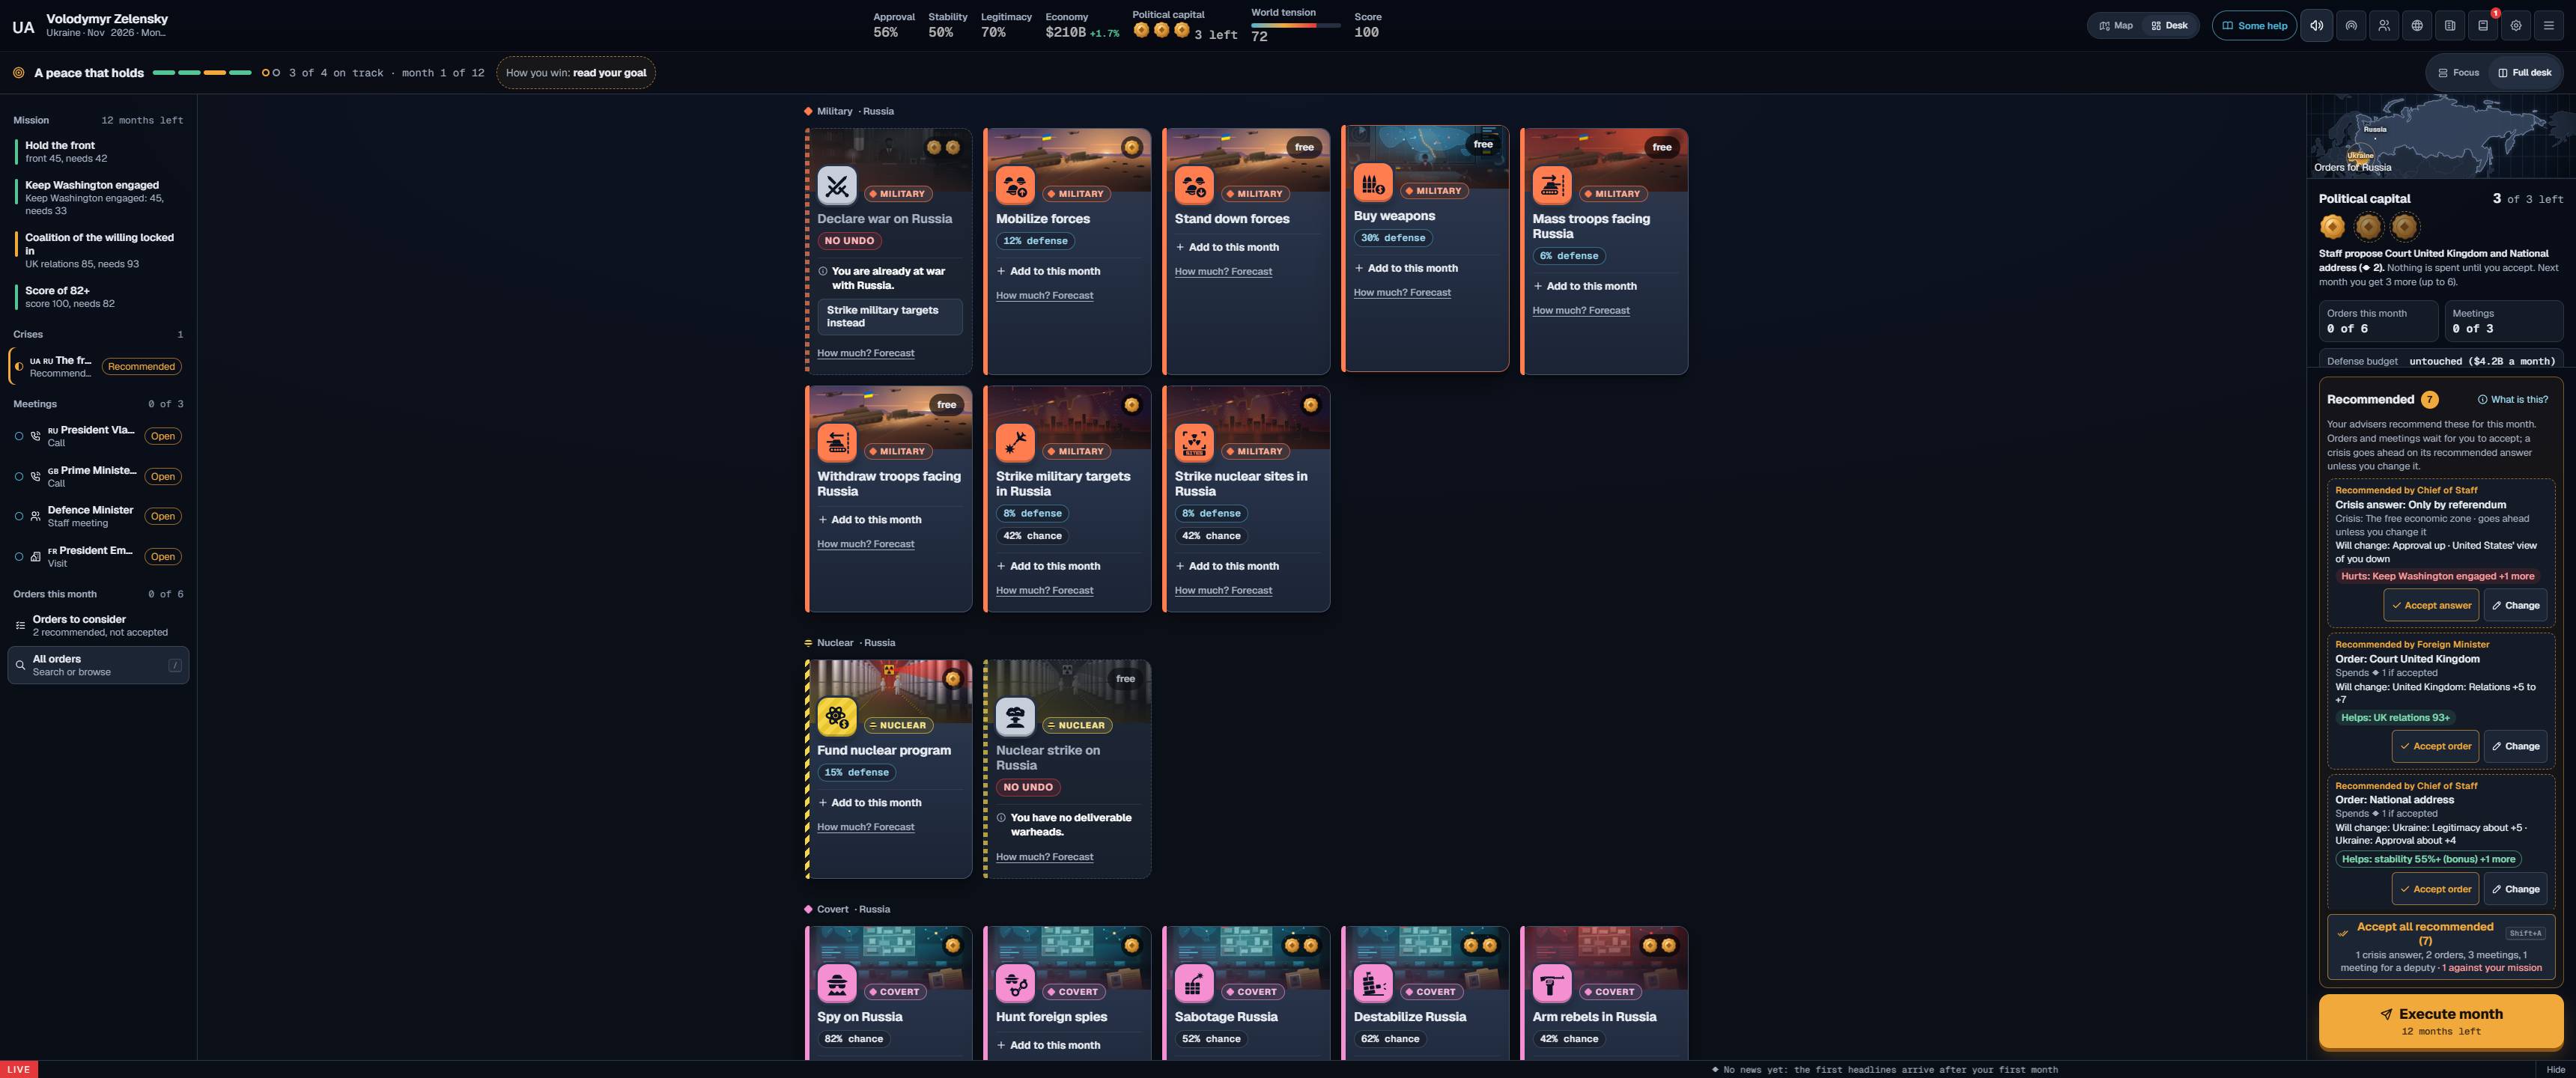 UA
Volodymyr Zelensky
Ukraine · Nov 2026 · Mon…
Approval
56%
Stability
50%
Legitimacy
70%
Economy
$210B +1.7%
Political capital
3 left
World tension
72
Score
100
Map
Desk
Some help
1
A peace that holds
3 of 4 on track · month 1 of 12
How you win: read your goal
Focus
Full desk
Mission
12 months left
Hold the front
front 45, needs 42
Keep Washington engaged
Keep Washington engaged: 45,
needs 33
Coalition of the willing locked
in
UK relations 85, needs 93
Score of 82+
score 100, needs 82
Crises
1
UA RU The fr…
Recommend…
Recommended
Meetings
0 of 3
RU President Vla…
Call
Open
GB Prime Ministe…
Call
Open
Defence Minister
Staff meeting
Open
FR President Em…
Visit
Open
Orders this month
0 of 6
Orders to consider
2 recommended, not accepted
All orders
Search or browse
/
Military · Russia
MILITARY
Declare war on Russia
NO UNDO
You are already at war
with Russia.
Strike military targets
instead
How much? Forecast
MILITARY
Mobilize forces
12% defense
+ Add to this month
How much? Forecast
free
MILITARY
Stand down forces
+ Add to this month
How much? Forecast
free
MILITARY
Buy weapons
30% defense
+ Add to this month
How much? Forecast
free
MILITARY
Mass troops facing
Russia
6% defense
+ Add to this month
How much? Forecast
free
MILITARY
Withdraw troops facing
Russia
+ Add to this month
How much? Forecast
MILITARY
Strike military targets
in Russia
8% defense
42% chance
+ Add to this month
How much? Forecast
MILITARY
Strike nuclear sites in
Russia
8% defense
42% chance
+ Add to this month
How much? Forecast
Nuclear · Russia
NUCLEAR
Fund nuclear program
15% defense
+ Add to this month
How much? Forecast
free
NUCLEAR
Nuclear strike on
Russia
NO UNDO
You have no deliverable
warheads.
How much? Forecast
Covert · Russia
COVERT
Spy on Russia
82% chance
COVERT
Hunt foreign spies
+ Add to this month
COVERT
Sabotage Russia
52% chance
COVERT
Destabilize Russia
62% chance
COVERT
Arm rebels in Russia
42% chance
Russia
Ukraine
Orders for Russia
Political capital
3 of 3 left
Staff propose Court United Kingdom and National
address (◆ 2). Nothing is spent until you accept. Next
month you get 3 more (up to 6).
Orders this month
0 of 6
Meetings
0 of 3
Defense budget untouched ($4.2B a month)
Recommended 7
What is this?
Your advisers recommend these for this month.
Orders and meetings wait for you to accept; a
crisis goes ahead on its recommended answer
unless you change it.
Recommended by Chief of Staff
Crisis answer: Only by referendum
Crisis: The free economic zone · goes ahead
unless you change it
Will change: Approval up · United States' view
of you down
Hurts: Keep Washington engaged +1 more
Accept answer
Change
Recommended by Foreign Minister
Order: Court United Kingdom
Spends ◆ 1 if accepted
Will change: United Kingdom: Relations +5 to
+7
Helps: UK relations 93+
Accept order
Change
Recommended by Chief of Staff
Order: National address
Spends ◆ 1 if accepted
Will change: Ukraine: Legitimacy about +5 ·
Ukraine: Approval about +4
Helps: stability 55%+ (bonus) +1 more
Accept order
Change
Accept all recommended
(7)
Shift+A
1 crisis answer, 2 orders, 3 meetings, 1
meeting for a deputy · 1 against your mission
Execute month
12 months left
LIVE
◆ No news yet: the first headlines arrive after your first month
Hide